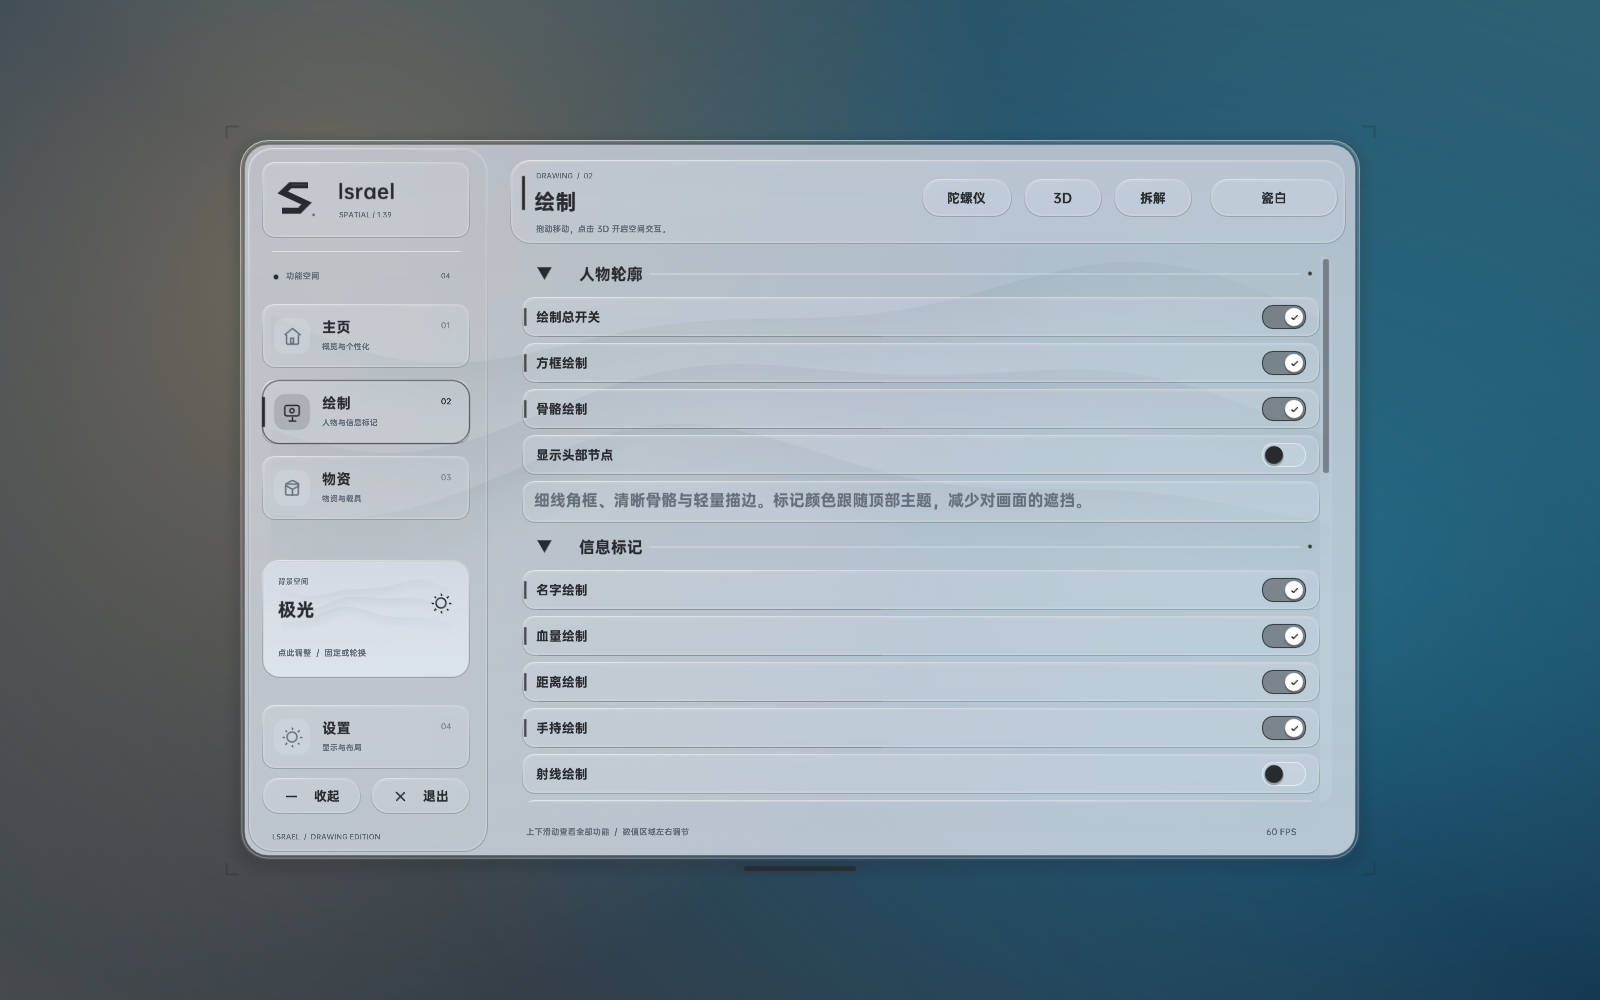 lsrael
SPATIAL / 1.39
功能空间 04
主页 01
概览与个性化
绘制 02
人物与信息标记
物资 03
物资与载具
背景空间
极光
点此调整 / 固定或轮换
设置 04
显示与布局
收起
退出
LSRAEL / DRAWING EDITION
DRAWING / 02
绘制
拖动移动，点击 3D 开启空间交互。
陀螺仪
3D
拆解
瓷白
人物轮廓
绘制总开关
方框绘制
骨骼绘制
显示头部节点
细线角框、清晰骨骼与轻量描边。标记颜色跟随顶部主题，减少对画面的遮挡。
信息标记
名字绘制
血量绘制
距离绘制
手持绘制
射线绘制
上下滑动查看全部功能 / 数值区域左右调节
60 FPS